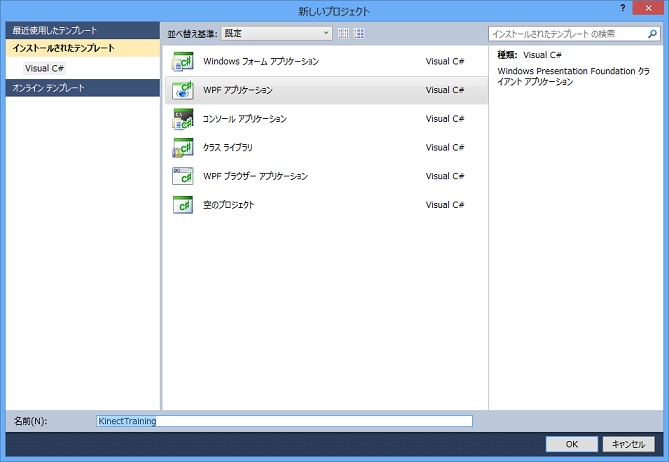 新しいプロジェクト
?
最近使用したテンプレート
インストールされたテンプレート
Visual C#
オンライン テンプレート
並べ替え基準: 既定
Windows フォーム アプリケーション Visual C#
WPF アプリケーション Visual C#
コンソール アプリケーション Visual C#
クラス ライブラリ Visual C#
WPF ブラウザー アプリケーション Visual C#
空のプロジェクト Visual C#
インストールされたテンプレート の検索
種類: Visual C#
Windows Presentation Foundation クラ
イアント アプリケーション
名前(N): KinectTraining
OK キャンセル